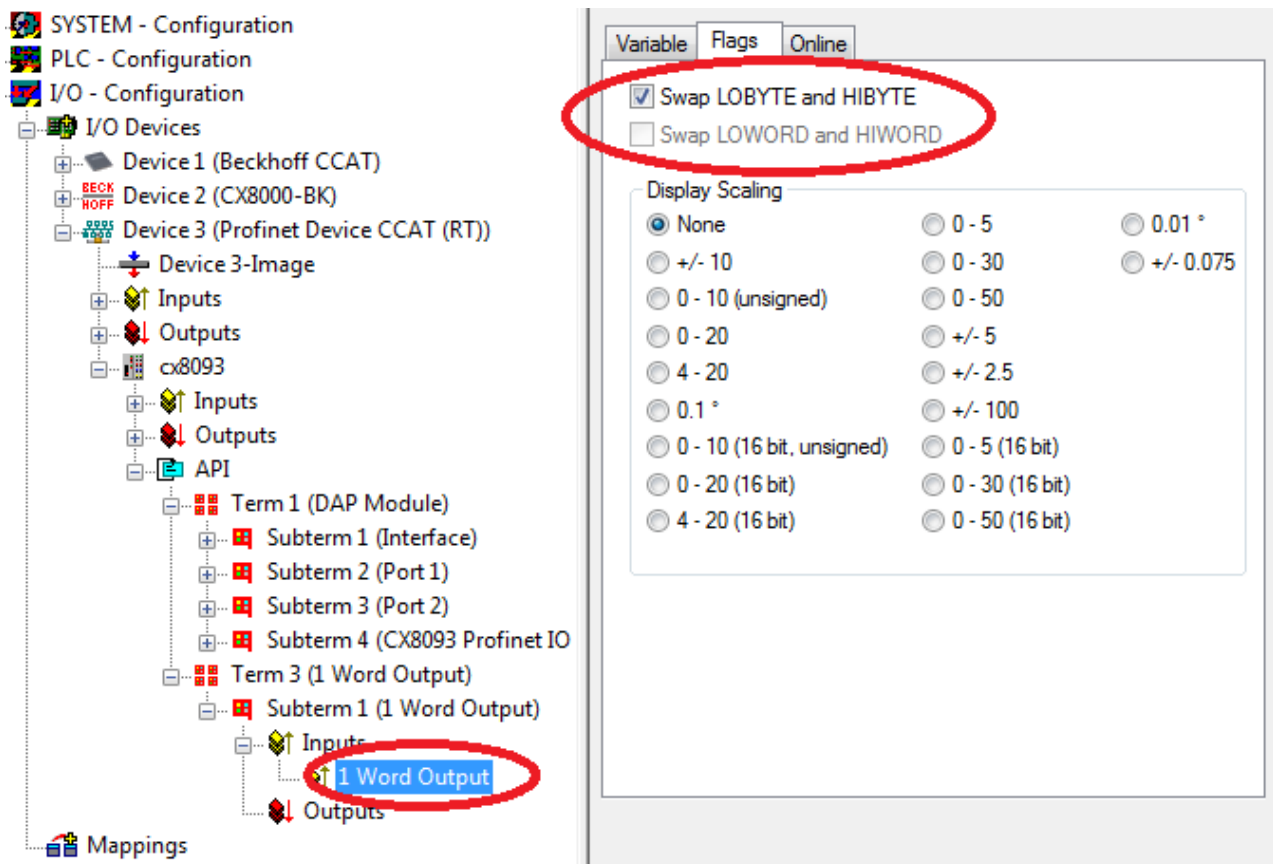 SYSTEM - Configuration
PLC - Configuration
I/O - Configuration
I/O Devices
Device 1 (Beckhoff CCAT)
BECK
HOFF
Device 2 (CX8000-BK)
Device 3 (Profinet Device CCAT (RT))
Device 3-Image
Inputs
Outputs
cx8093
Inputs
Outputs
API
Term 1 (DAP Module)
Subterm 1 (Interface)
Subterm 2 (Port 1)
Subterm 3 (Port 2)
Subterm 4 (CX8093 Profinet IO
Term 3 (1 Word Output)
Subterm 1 (1 Word Output)
Inputs
1 Word Output
Outputs
Mappings
Variable Flags Online
Swap LOBYTE and HIBYTE
Swap LOWORD and HIWORD
Display Scaling
None 0 - 5 0.01 °
+/- 10 0 - 30 +/- 0.075
0 - 10 (unsigned) 0 - 50
0 - 20 +/- 5
4 - 20 +/- 2.5
0.1 ° +/- 100
0 - 10 (16 bit, unsigned) 0 - 5 (16 bit)
0 - 20 (16 bit) 0 - 30 (16 bit)
4 - 20 (16 bit) 0 - 50 (16 bit)